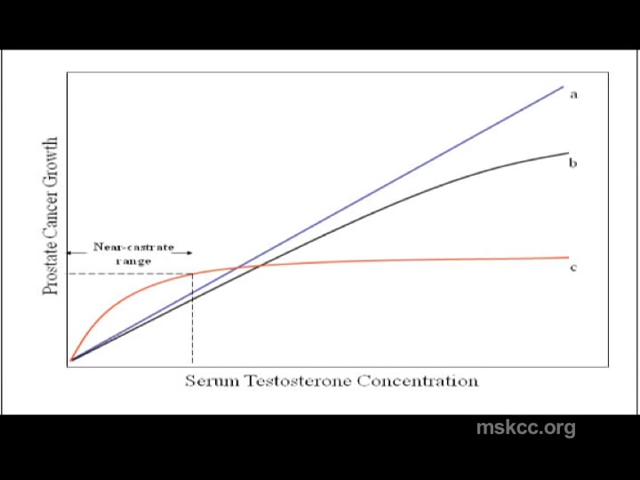 a
b
Near-castrate
range
c
Prostate Cancer Growth
Serum Testosterone Concentration
mskcc.org